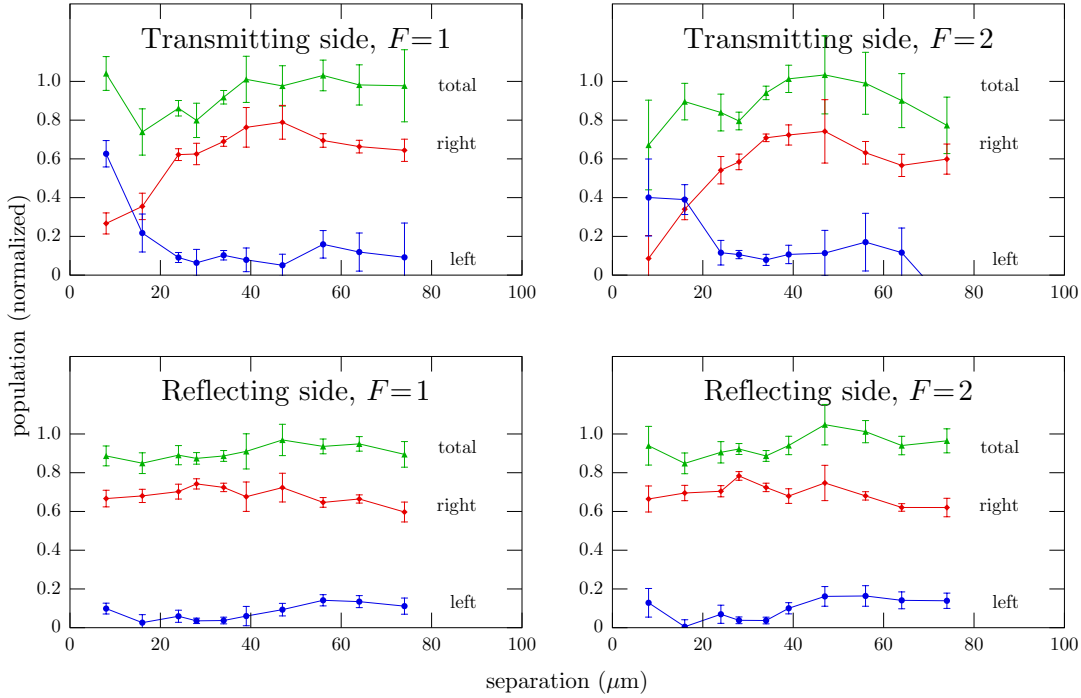 Transmitting side, F=1
1.0
0.8
0.6
0.4
0.2
0
total
right
left
0 20 40 60 80 100
Transmitting side, F=2
1.0
0.8
0.6
0.4
0.2
0
total
right
left
0 20 40 60 80 100
population (normalized)
Reflecting side, F=1
1.0
0.8
0.6
0.4
0.2
0
total
right
left
0 20 40 60 80 100
Reflecting side, F=2
1.0
0.8
0.6
0.4
0.2
0
total
right
left
0 20 40 60 80 100
separation (μm)